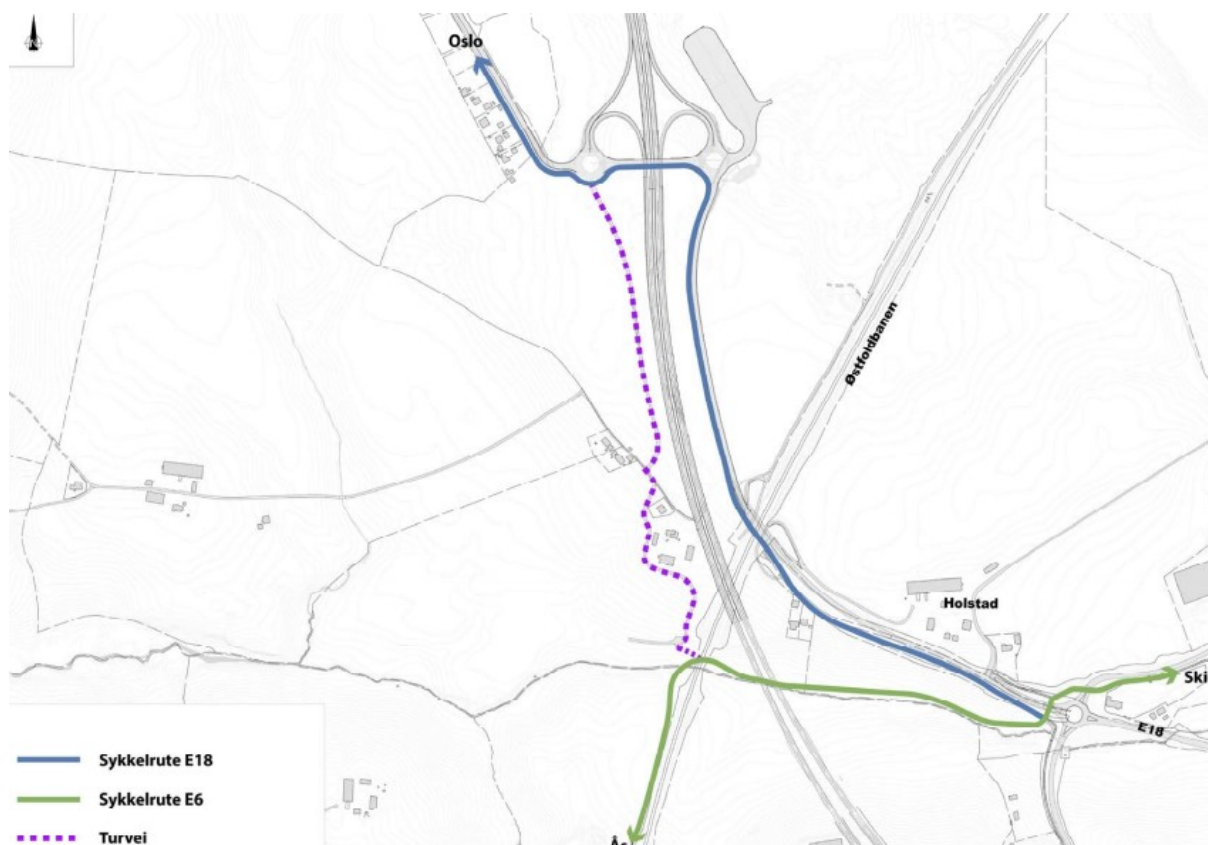 Oslo
Østfoldbanen
Holstad
Ski
E18
Sykkelrute E18
Sykkelrute E6
Turvei